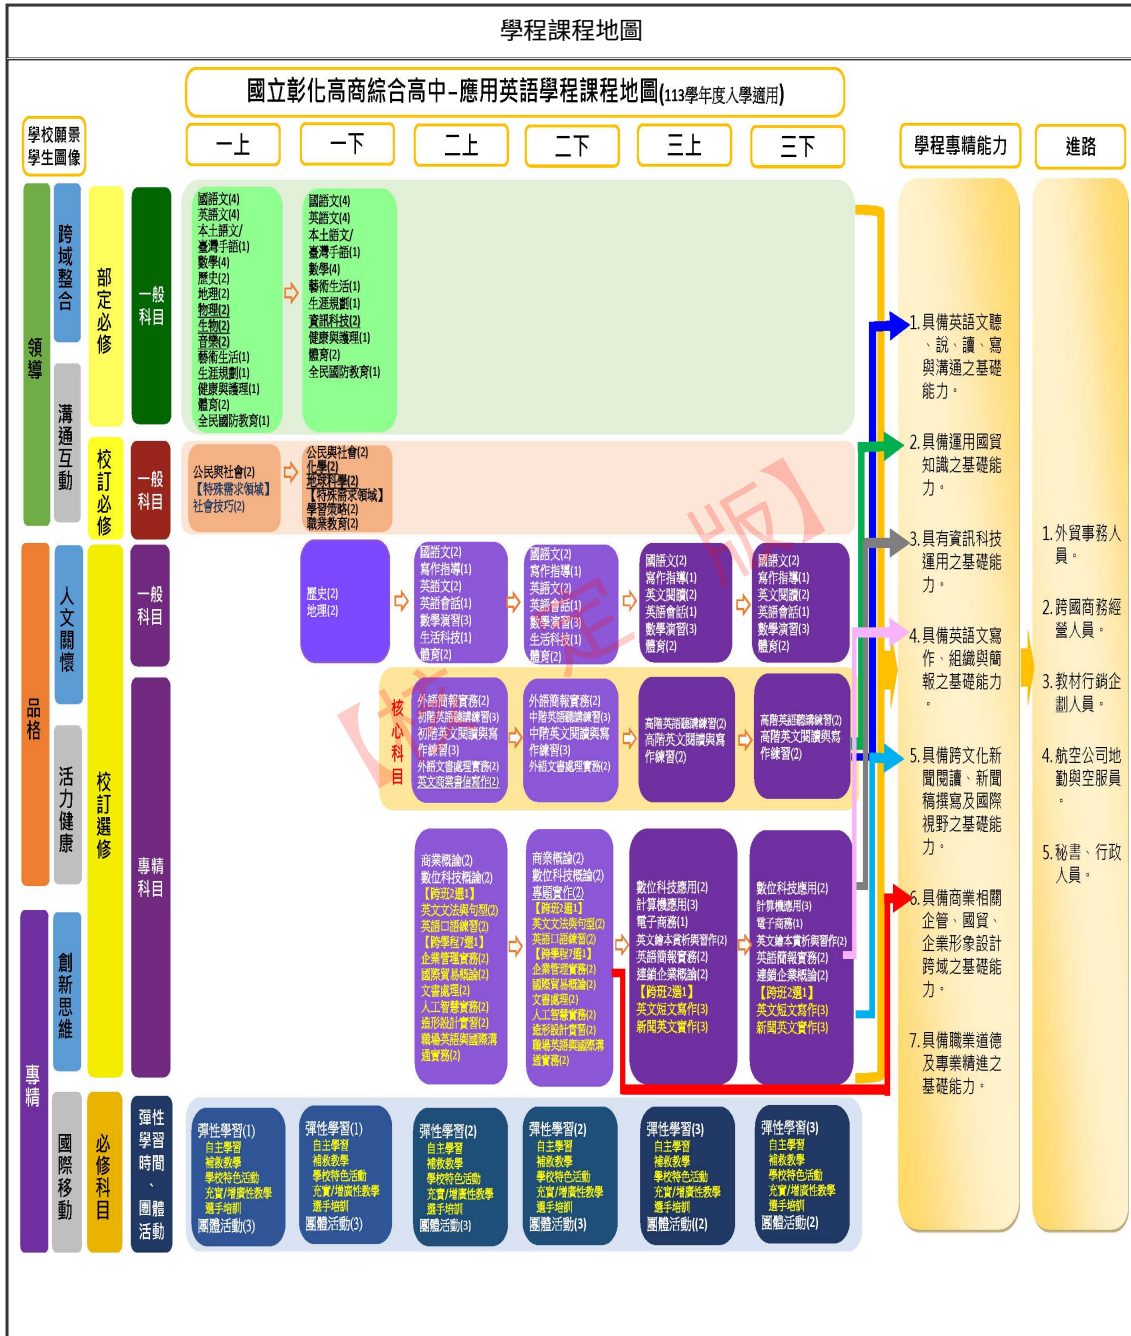 學程課程地圖
國立彰化高商綜合高中–應用英語學程課程地圖(113學年度入學適用)
學校願景
學生圖像
一上
一下
二上
二下
三上
三下
學程專精能力
進路
領導
品格
專精
跨域整合
溝通互動
人文關懷
活力健康
創新思維
國際移動
部定必修
校訂必修
校訂選修
必修科目
一般
科目
一般
科目
一般
科目
專精
科目
彈性
學習
時間
、
團體
活動
國語文(4)
英語文(4)
本土語文/
臺灣手語(1)
數學(4)
歷史(2)
地理(2)
物理(2)
生物(2)
音樂(2)
藝術生活(1)
生涯規劃(1)
健康與護理(1)
體育(2)
全民國防教育(1)
國語文(4)
英語文(4)
本土語文/
臺灣手語(1)
數學(4)
藝術生活(1)
生涯規劃(1)
資訊科技(2)
健康與護理(1)
體育(2)
全民國防教育(1)
公民與社會(2)
【特殊需求領域】
社會技巧(2)
公民與社會(2)
化學(2)
地球科學(2)
【特殊需求領域】
學習策略(2)
職業教育(2)
歷史(2)
地理(2)
國語文(2)
寫作指導(1)
英語文(2)
英語會話(1)
數學演習(3)
生活科技(1)
體育(2)
國語文(2)
寫作指導(1)
英語文(2)
英語會話(1)
數學演習(3)
生活科技(1)
體育(2)
國語文(2)
寫作指導(1)
英文閱讀(2)
英語會話(1)
數學演習(3)
體育(2)
國語文(2)
寫作指導(1)
英文閱讀(2)
英語會話(1)
數學演習(3)
體育(2)
核心科目
外語簡報實務(2)
初階英語聽講練習(3)
初階英文閱讀與寫
作練習(3)
外語文書處理實務(2)
英文商業書信寫作(2)
外語簡報實務(2)
中階英語聽講練習(3)
中階英文閱讀與寫
作練習(3)
外語文書處理實務(2)
高階英語聽講練習(2)
高階英文閱讀與寫
作練習(2)
高階英語聽講練習(2)
高階英文閱讀與寫
作練習(2)
商業概論(2)
數位科技概論(2)
【跨班2選1】
英文文法與句型(2)
英語口語練習(2)
【跨學程7選1】
企業管理實務(2)
國際貿易概論(2)
文書處理(2)
人工智慧實務(2)
造形設計實習(2)
職場英語與國際溝
通實務(2)
商業概論(2)
數位科技概論(2)
專題實作(2)
【跨班2選1】
英文文法與句型(2)
英語口語練習(2)
【跨學程7選1】
企業管理實務(2)
國際貿易概論(2)
文書處理(2)
人工智慧實務(2)
造形設計實習(2)
職場英語與國際溝
通實務(2)
數位科技應用(2)
計算機應用(3)
電子商務(1)
英文繪本賞析與習作(2)
英語簡報實務(2)
連鎖企業概論(2)
【跨班2選1】
英文短文寫作(3)
新聞英文實作(3)
數位科技應用(2)
計算機應用(3)
電子商務(1)
英文繪本賞析與習作(2)
英語簡報實務(2)
連鎖企業概論(2)
【跨班2選1】
英文短文寫作(3)
新聞英文實作(3)
彈性學習(1)
自主學習
補救教學
學校特色活動
充實/增廣性教學
選手培訓
團體活動(3)
彈性學習(1)
自主學習
補救教學
學校特色活動
充實/增廣性教學
選手培訓
團體活動(3)
彈性學習(2)
自主學習
補救教學
學校特色活動
充實/增廣性教學
選手培訓
團體活動(3)
彈性學習(2)
自主學習
補救教學
學校特色活動
充實/增廣性教學
選手培訓
團體活動(3)
彈性學習(3)
自主學習
補救教學
學校特色活動
充實/增廣性教學
選手培訓
團體活動((2)
彈性學習(3)
自主學習
補救教學
學校特色活動
充實/增廣性教學
選手培訓
團體活動(2)
1.具備英語文聽
、說、讀、寫
與溝通之基礎
能力。
2.具備運用國貿
知識之基礎能
力。
3.具有資訊科技
運用之基礎能
力。
4.具備英語文寫
作、組織與簡
報之基礎能力
。
5.具備跨文化新
聞閱讀、新聞
稿撰寫及國際
視野之基礎能
力。
6.具備商業相關
企管、國貿、
企業形象設計
跨域之基礎能
力。
7.具備職業道德
及專業精進之
基礎能力。
1.外貿事務人
員。
2.跨國商務經
營人員。
3.教材行銷企
劃人員。
4.航空公司地
勤與空服員
。
5.秘書、行政
人員。
【核定版】